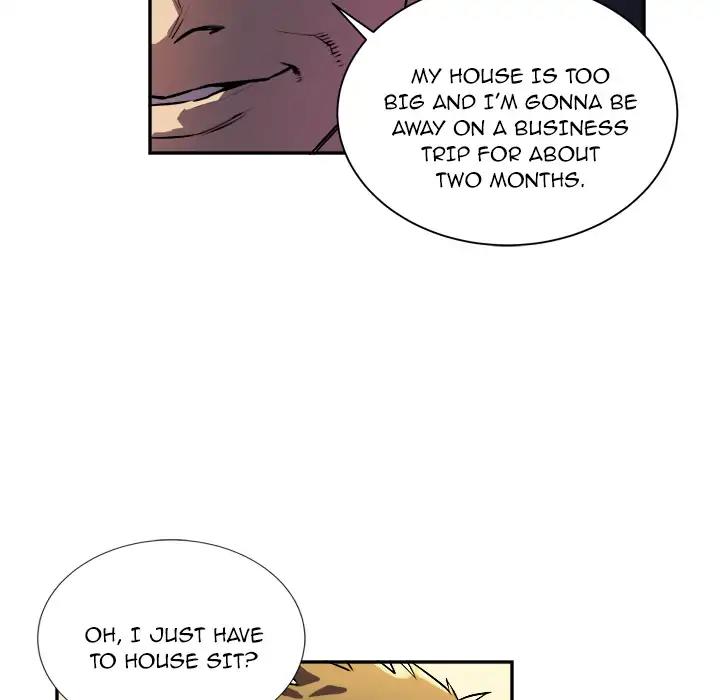 MY HOUSE IS TOO
BIG AND I'M GONNA BE
AWAY ON A BUSINESS
TRIP FOR ABOUT
TWO MONTHS.
OH, I JUST HAVE
TO HOUSE SIT?